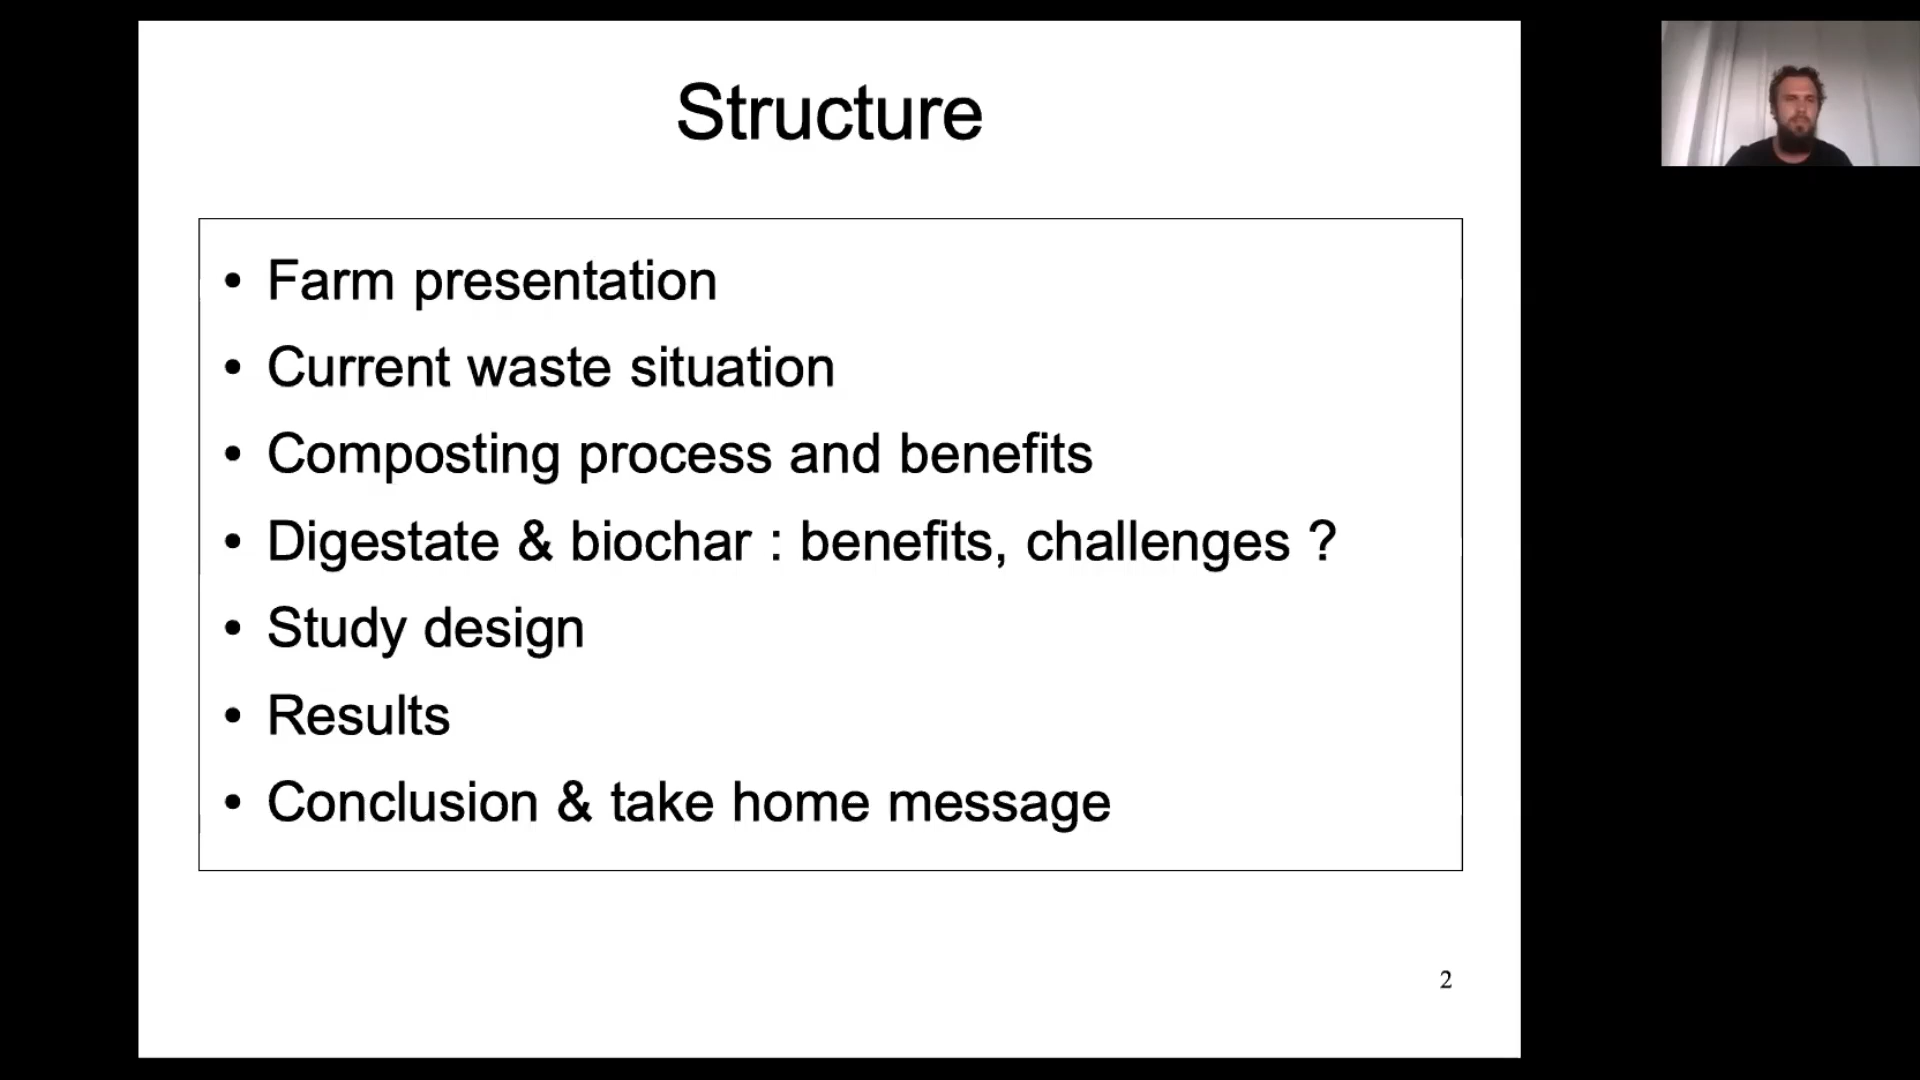 Structure
• Farm presentation
• Current waste situation
• Composting process and benefits
• Digestate & biochar : benefits, challenges ?
• Study design
• Results
• Conclusion & take home message
2